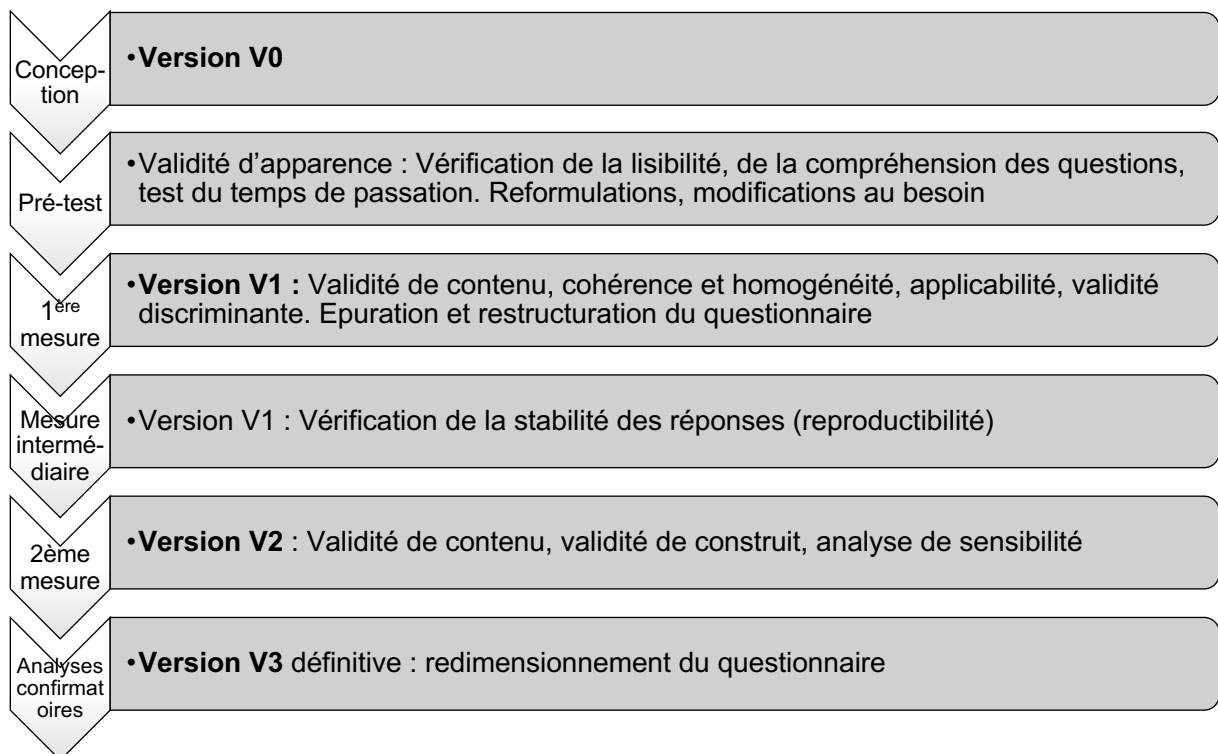 Concep-
tion
•Version V0
Pré-test
•Validité d’apparence : Vérification de la lisibilité, de la compréhension des questions,
test du temps de passation. Reformulations, modifications au besoin
1ère
mesure
•Version V1 : Validité de contenu, cohérence et homogénéité, applicabilité, validité
discriminante. Epuration et restructuration du questionnaire
Mesure
intermé-
diaire
•Version V1 : Vérification de la stabilité des réponses (reproductibilité)
2ème
mesure
•Version V2 : Validité de contenu, validité de construit, analyse de sensibilité
Analyses
confirmat
oires
•Version V3 définitive : redimensionnement du questionnaire